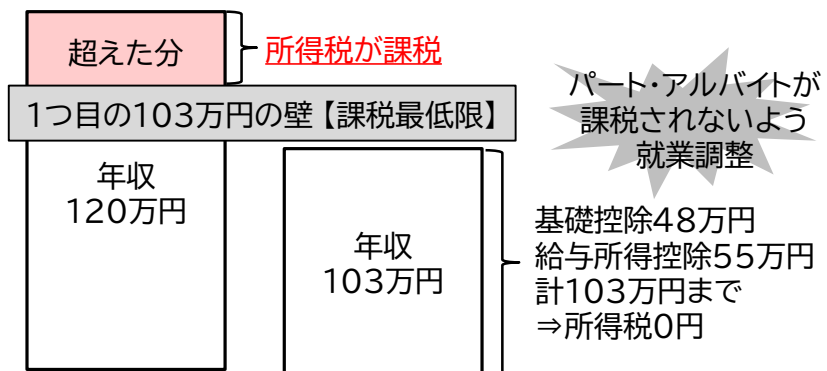 超えた分
所得税が課税
1つ目の103万円の壁【課税最低限】
パート・アルバイトが
課税されないよう
就業調整
年収
120万円
年収
103万円
基礎控除48万円
給与所得控除55万円
計103万円まで
⇒所得税0円